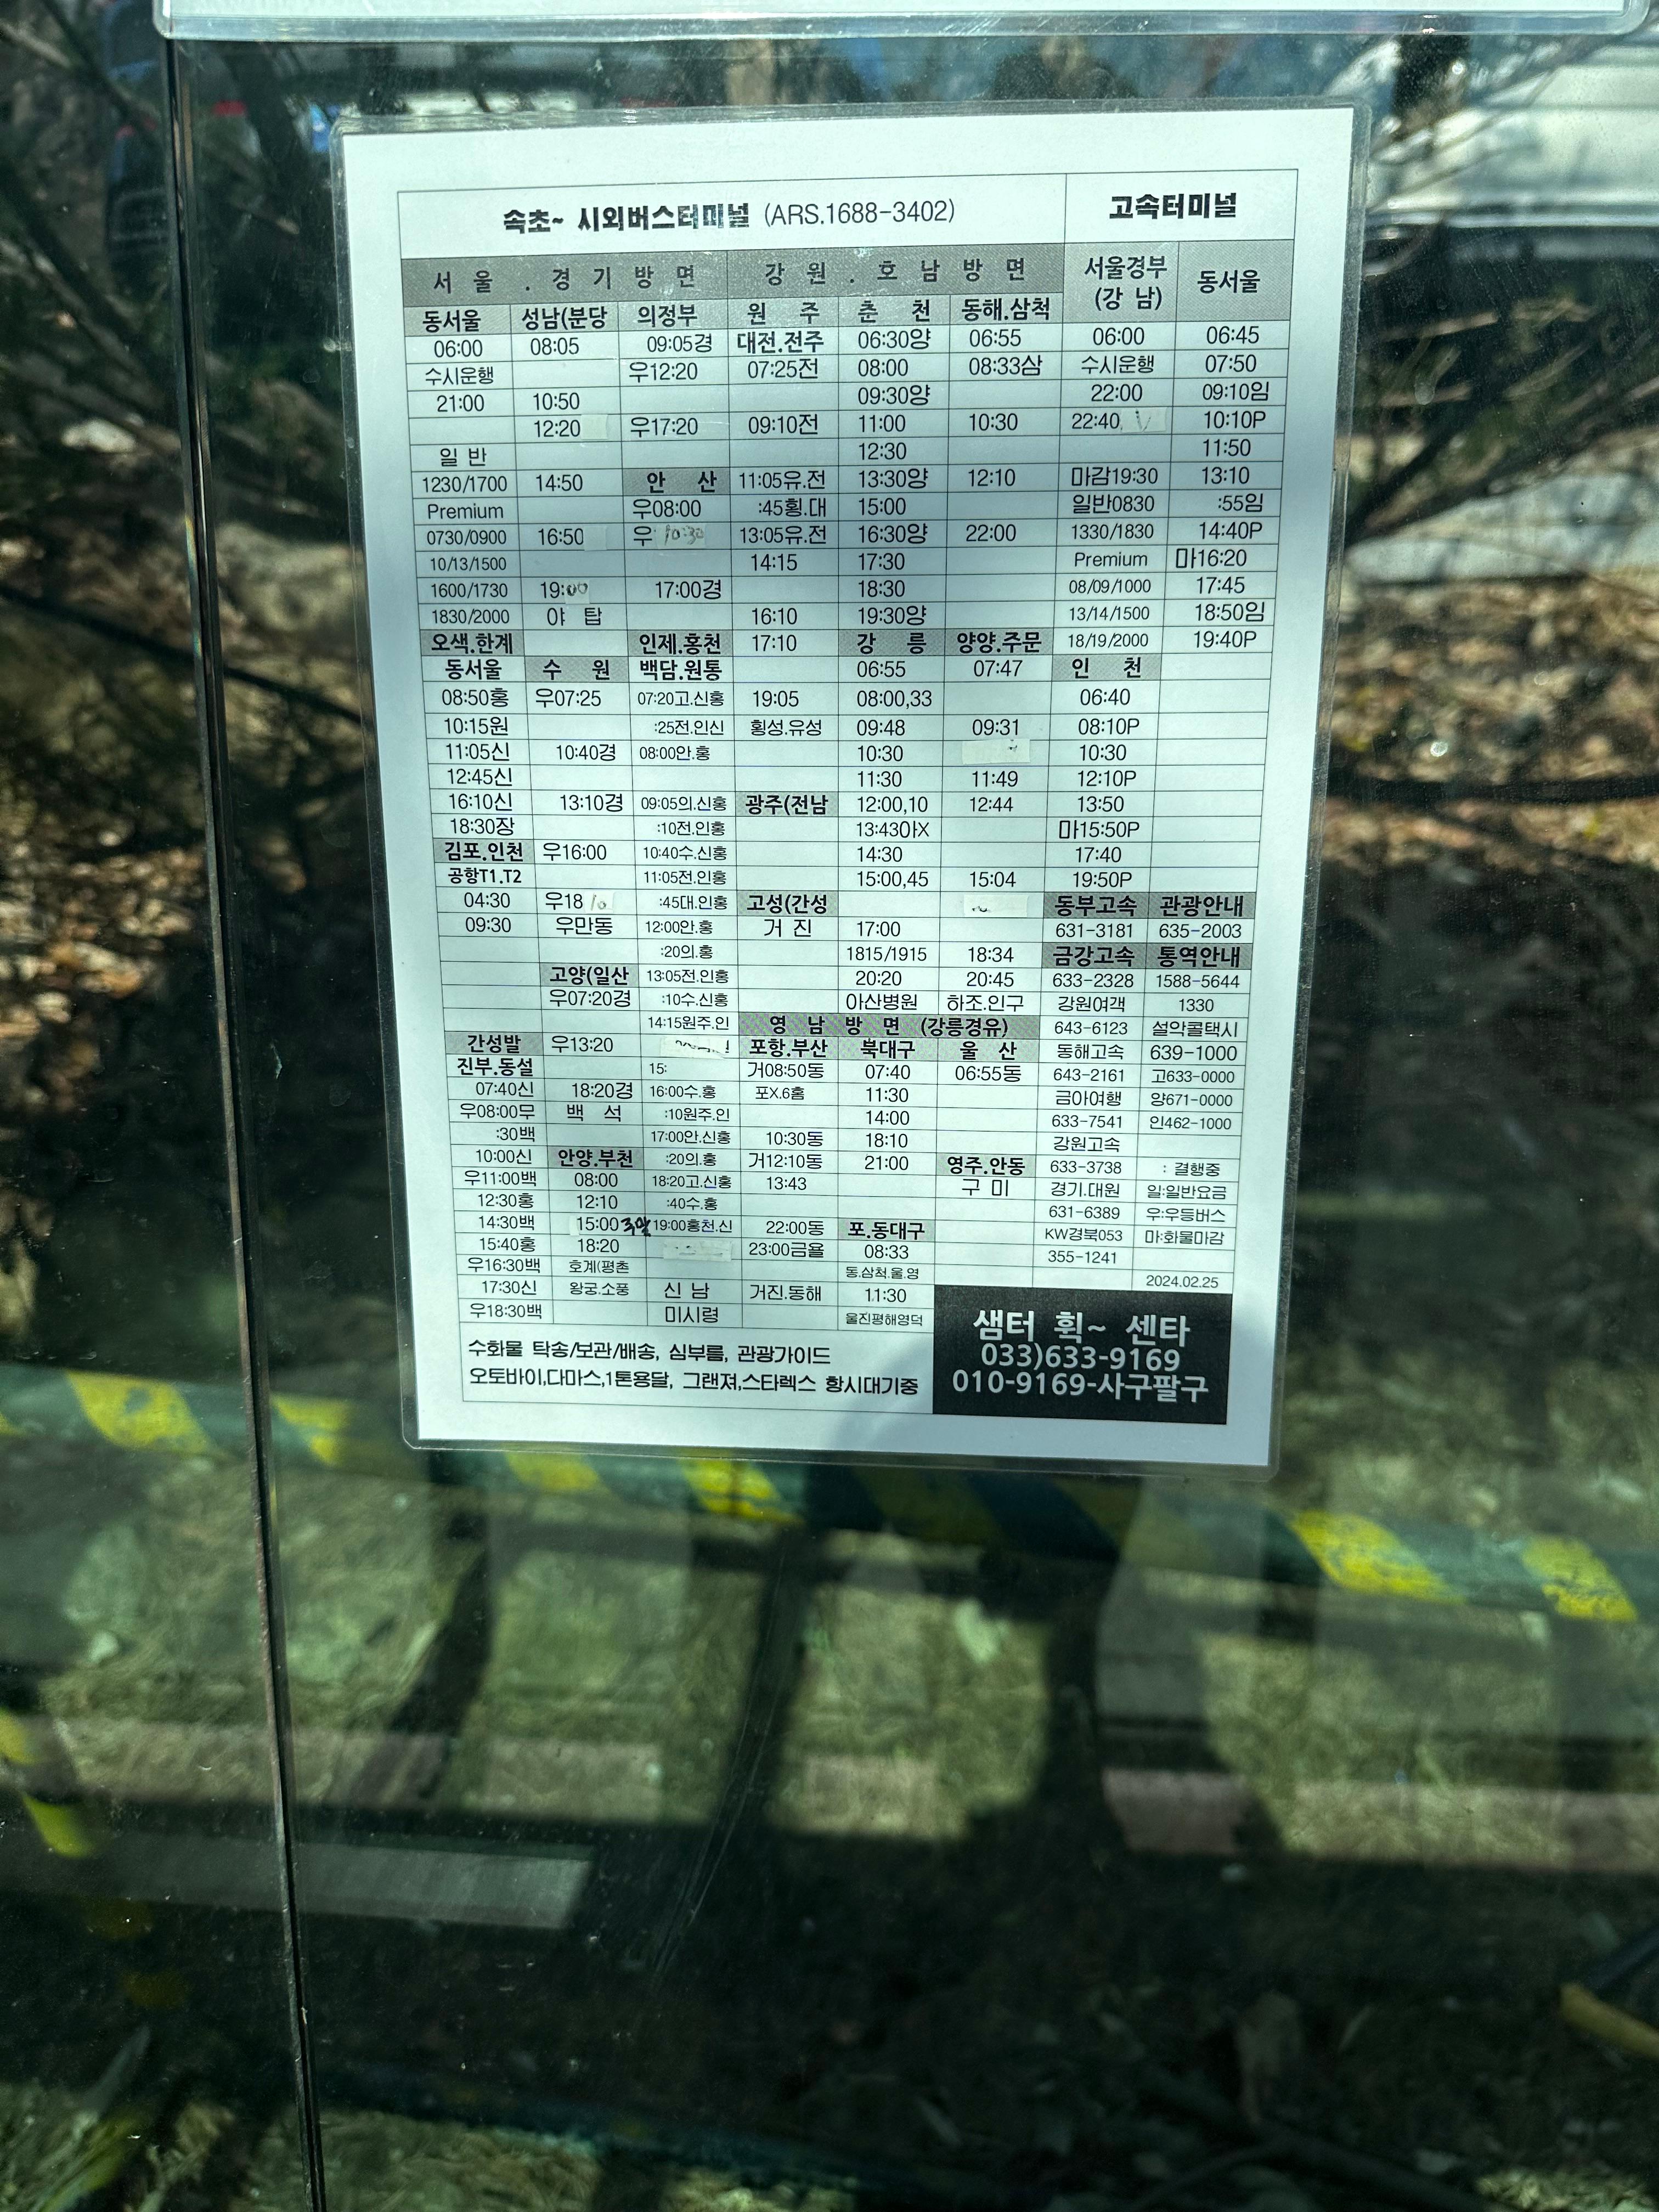 속초~ 시외버스터미널 (ARS.1688-3402) 고속터미널
서 울 . 경 기 방 면 강 원 . 호 남 방 면 서울경부 (강 남) 동서울
동서울 성남(분당 의정부 원 주 춘 천 동해.삼척
06:00 08:05 09:05경 대전.전주 06:30양 06:55 06:00 06:45
수시운행 우12:20 07:25전 08:00 08:33삼 수시운행 07:50
21:00 10:50 09:30양 22:00 09:10임
12:20 우17:20 09:10전 11:00 10:30 22:40 10:10P
일 반 12:30 11:50
1230/1700 14:50 안 산 11:05유.전 13:30양 12:10 마감19:30 13:10
Premium 우08:00 :45횡.대 15:00 일반0830 :55임
0730/0900 16:50 우 10:30 13:05유.전 16:30양 22:00 1330/1830 14:40P
10/13/1500 14:15 17:30 Premium 마16:20
1600/1730 19:00 17:00경 18:30 08/09/1000 17:45
1830/2000 야 탑 16:10 19:30양 13/14/1500 18:50임
오색.한계 인제.홍천 17:10 강 릉 양양.주문 18/19/2000 19:40P
동서울 수 원 백담.원통 06:55 07:47 인 천
08:50홍 우07:25 07:20고.신홍 19:05 08:00,33 06:40
10:15원 :25전.인신 횡성.유성 09:48 09:31 08:10P
11:05신 10:40경 08:00안.홍 10:30 10:30
12:45신 11:30 11:49 12:10P
16:10신 13:10경 09:05의.신홍 광주(전남 12:00,10 12:44 13:50
18:30장 :10전.인홍 13:43아X 마15:50P
김포.인천 우16:00 10:40수.신홍 14:30 17:40
공항T1.T2 11:05전.인홍 15:00,45 15:04 19:50P
04:30 우18 :45대.인홍 고성(간성 동부고속 관광안내
09:30 우만동 12:00안.홍 거 진 17:00 631-3181 635-2003
:20의.홍 1815/1915 18:34 금강고속 통역안내
고양(일산 13:05전.인홍 20:20 20:45 633-2328 1588-5644
우07:20경 :10수.신홍 아산병원 하조.인구 강원여객 1330
14:15원주.인 영 남 방 면 (강릉경유) 643-6123 설악콜택시
간성발 우13:20 포항.부산 북대구 울 산 동해고속 639-1000
진부.동설 15: 거08:50동 07:40 06:55동 643-2161 고633-0000
07:40신 18:20경 16:00수.홍 포X.6홈 11:30 금아여행 양671-0000
우08:00무 백 석 :10원주.인 14:00 633-7541 인462-1000
:30백 17:00안.신홍 10:30동 18:10 강원고속
10:00신 안양.부천 :20의.홍 거12:10동 21:00 영주.안동 633-3738 : 결행중
우11:00백 08:00 18:20고.신홍 13:43 구 미 경기.대원 일:일반요금
12:30홍 12:10 :40수.홍 631-6389 우:우등버스
14:30백 15:00주말 19:00홍천.신 22:00동 포.동대구 KW경북053 마:화물마감
15:40홍 18:20 23:00금욜 08:33 355-1241
우16:30백 호계(평촌 동.삼척.울.영 2024.02.25
17:30신 왕궁.소풍 신 남 거진.동해 11:30
우18:30백 미시령 울진평해영덕
수화물 탁송/보관/배송, 심부름, 관광가이드
오토바이,다마스,1톤용달, 그랜져,스타렉스 항시대기중
샘터 휙~ 센타
033)633-9169
010-9169-사구팔구